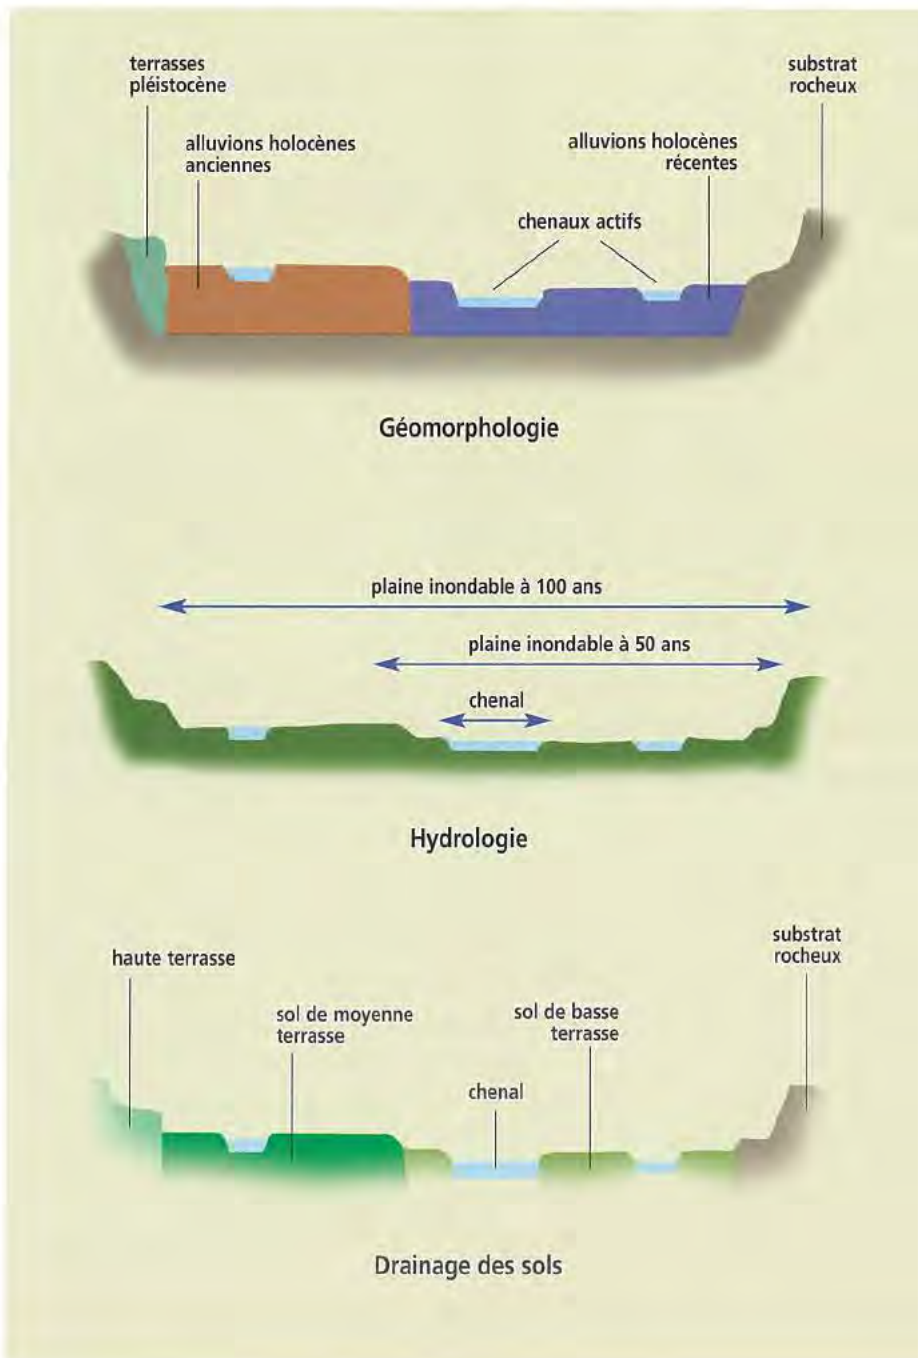 terrasses
pléistocène
substrat
rocheux
alluvions holocènes
anciennes
alluvions holocènes
récentes
chenaux actifs
Géomorphologie
plaine inondable à 100 ans
plaine inondable à 50 ans
chenal
Hydrologie
haute terrasse
substrat
rocheux
sol de moyenne
terrasse
sol de basse
terrasse
chenal
Drainage des sols